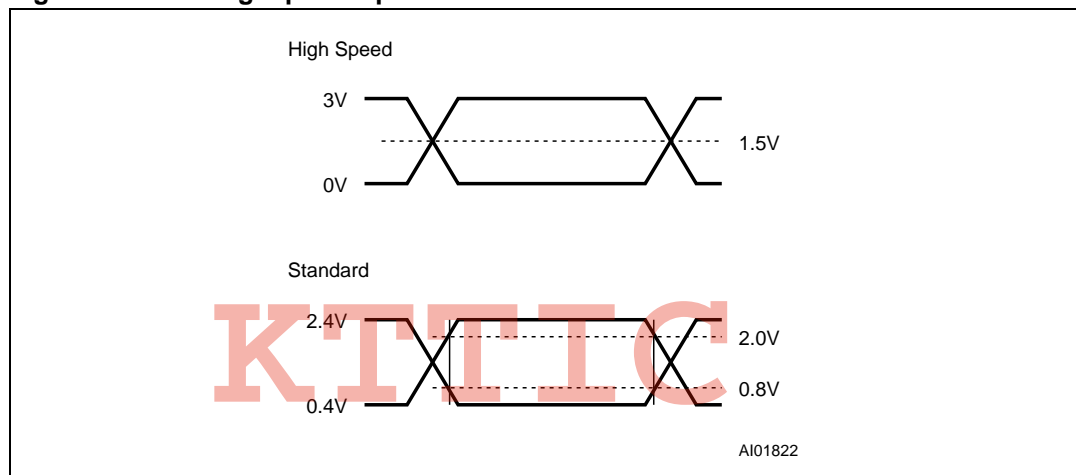 High Speed
3V
1.5V
0V
Standard
2.4V
2.0V
KTTIC
0.8V
0.4V
AI01822